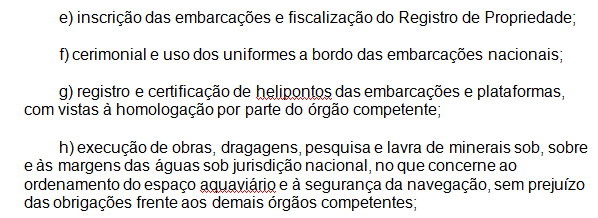 e) inscrição das embarcações e fiscalização do Registro de Propriedade;
f) cerimonial e uso dos uniformes a bordo das embarcações nacionais;
g) registro e certificação de helipontos das embarcações e plataformas,
com vistas à homologação por parte do órgão competente;
h) execução de obras, dragagens, pesquisa e lavra de minerais sob, sobre
e às margens das águas sob jurisdição nacional, no que concerne ao
ordenamento do espaço aquaviário e à segurança da navegação, sem prejuízo
das obrigações frente aos demais órgãos competentes;